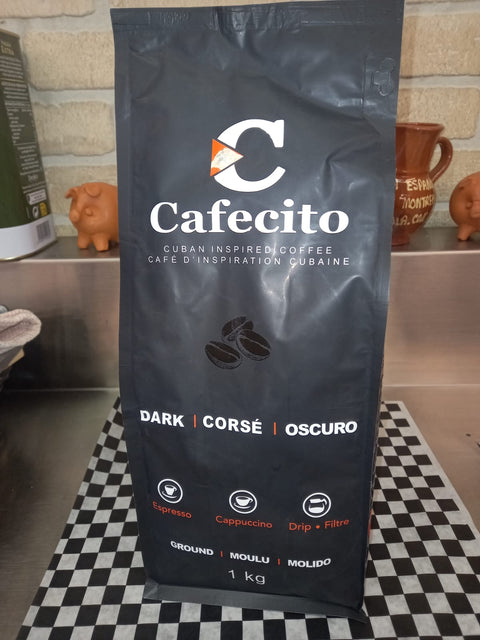 C
Cafecito
CUBAN INSPIRED COFFEE
CAFÉ D'INSPIRATION CUBAINE
DARK | CORSÉ | OSCURO
Espresso
Cappuccino
Drip • Filtre
GROUND | MOULU | MOLIDO
1 kg